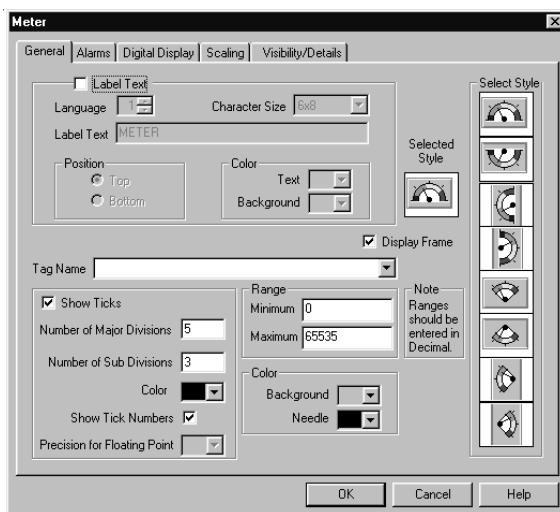 Meter
General Alarms Digital Display Scaling Visibility/Details
Label Text
Language 1 Character Size 6x8
Label Text METER
Position
Top
Bottom
Color
Text
Background
Selected Style
Select Style
Display Frame
Tag Name
Show Ticks
Number of Major Divisions 5
Number of Sub Divisions 3
Color
Show Tick Numbers
Precision for Floating Point
Range
Minimum 0
Maximum 65535
Note
Ranges
should be
entered in
Decimal.
Color
Background
Needle
OK Cancel Help